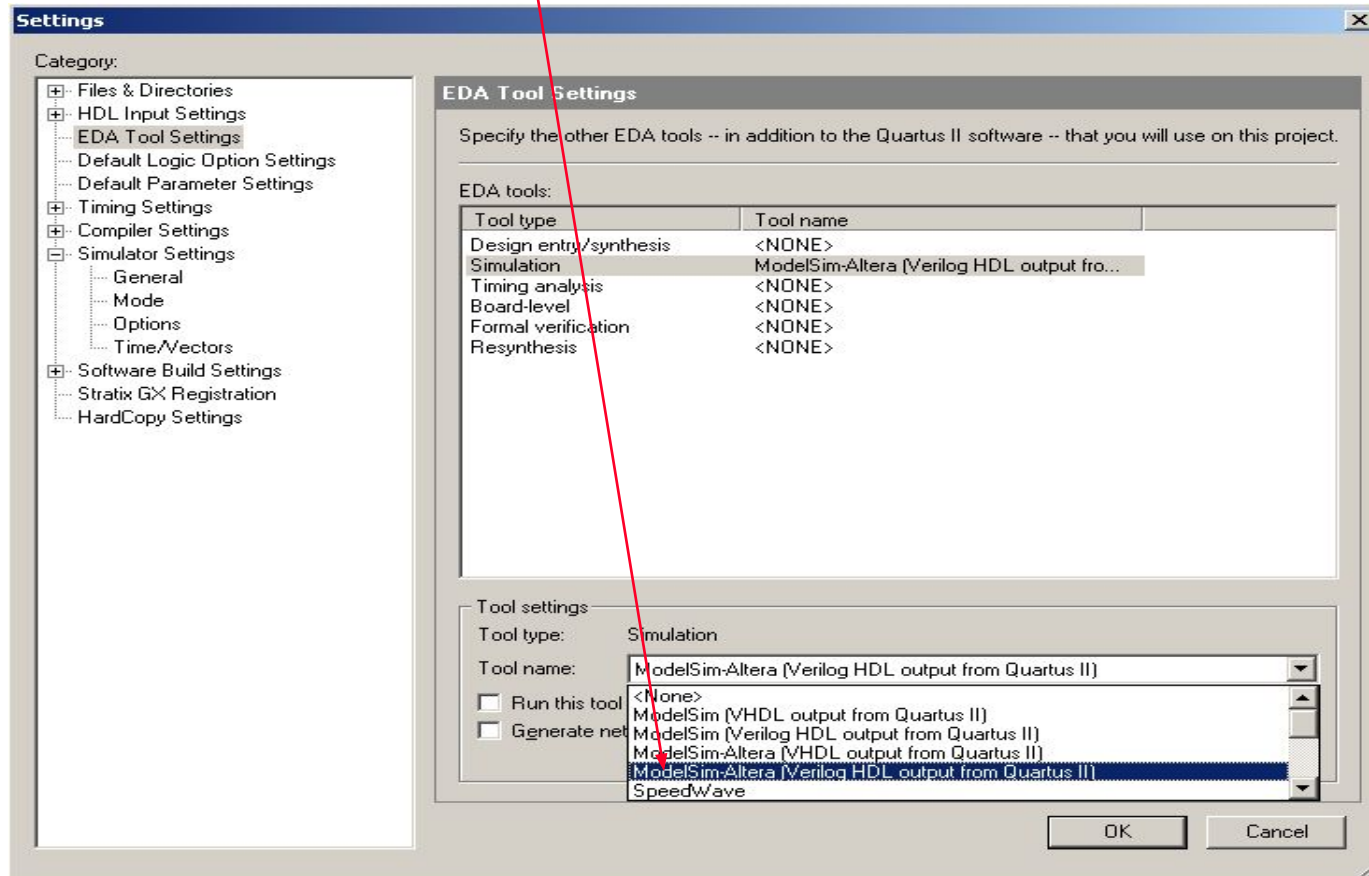 Settings
Category:
Files & Directories
HDL Input Settings
EDA Tool Settings
Default Logic Option Settings
Default Parameter Settings
Timing Settings
Compiler Settings
Simulator Settings
General
Mode
Options
Time/Vectors
Software Build Settings
Stratix GX Registration
HardCopy Settings
EDA Tool Settings
Specify the other EDA tools -- in addition to the Quartus II software -- that you will use on this project.
EDA tools:
Tool type Tool name
Design entry/synthesis <NONE>
Simulation ModelSim-Altera (Verilog HDL output fro...
Timing analysis <NONE>
Board-level <NONE>
Formal verification <NONE>
Resynthesis <NONE>
Tool settings
Tool type: Simulation
Tool name: ModelSim-Altera (Verilog HDL output from Quartus II)
Run this tool
Generate net
<None>
ModelSim (VHDL output from Quartus II)
ModelSim (Verilog HDL output from Quartus II)
ModelSim-Altera (VHDL output from Quartus II)
ModelSim-Altera (Verilog HDL output from Quartus II)
SpeedWave
OK Cancel